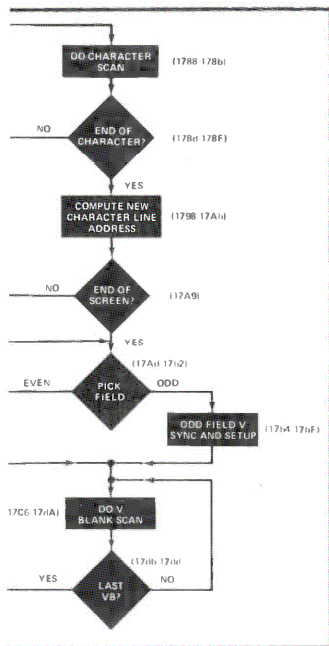 DO CHARACTER
SCAN
(1788 178b)
NO
END OF
CHARACTER?
(178d 178F)
YES
COMPUTE NEW
CHARACTER LINE
ADDRESS
(1798 17Ab)
NO
END OF
SCREEN?
(17A9)
YES
(17Ad 17b2)
EVEN
PICK
FIELD
ODD
ODD FIELD V
SYNC AND SETUP
(17b4 17bF)
17C6 17dA)
DO V
BLANK SCAN
(17db 17dd
YES
LAST
VB?
NO